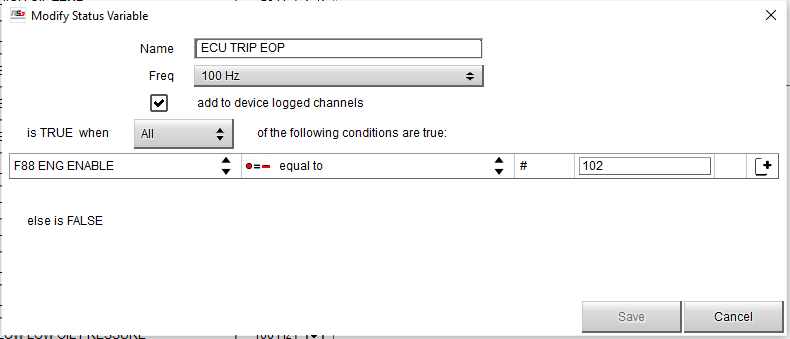 Modify Status Variable
Name ECU TRIP EOP
Freq 100 Hz
add to device logged channels
is TRUE when All of the following conditions are true:
F88 ENG ENABLE equal to # 102
else is FALSE
Save Cancel